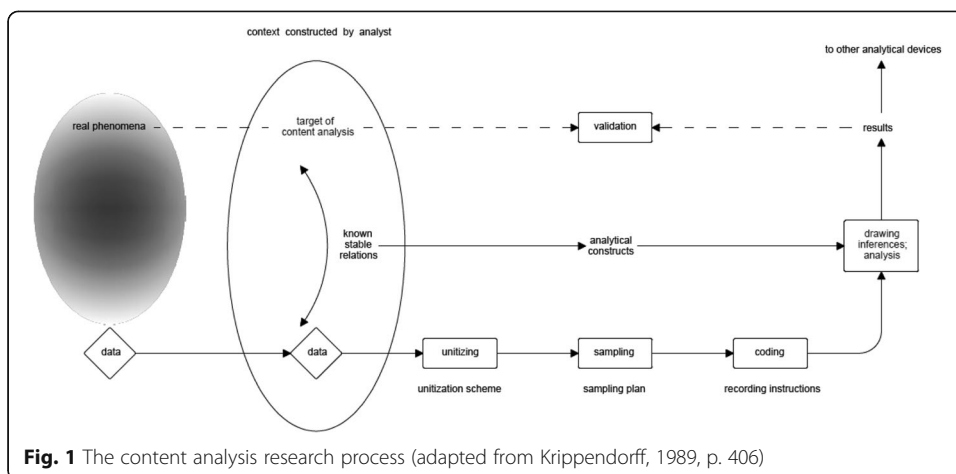 context constructed by analyst
to other analytical devices
real phenomena
target of
content analysis
validation
results
known
stable
relations
analytical
constructs
drawing
inferences;
analysis
data
data
unitizing
sampling
coding
unitization scheme
sampling plan
recording instructions
Fig. 1 The content analysis research process (adapted from Krippendorff, 1989, p. 406)